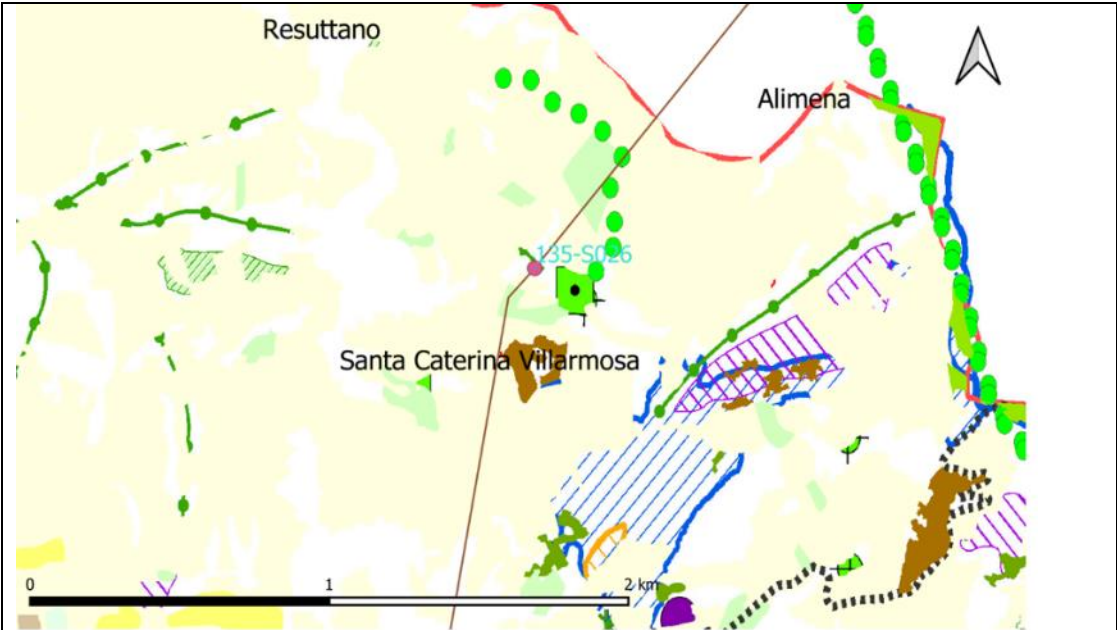 Resuttano
Alimena
135-S026
Santa Caterina Villarmosa
0
1
2 km